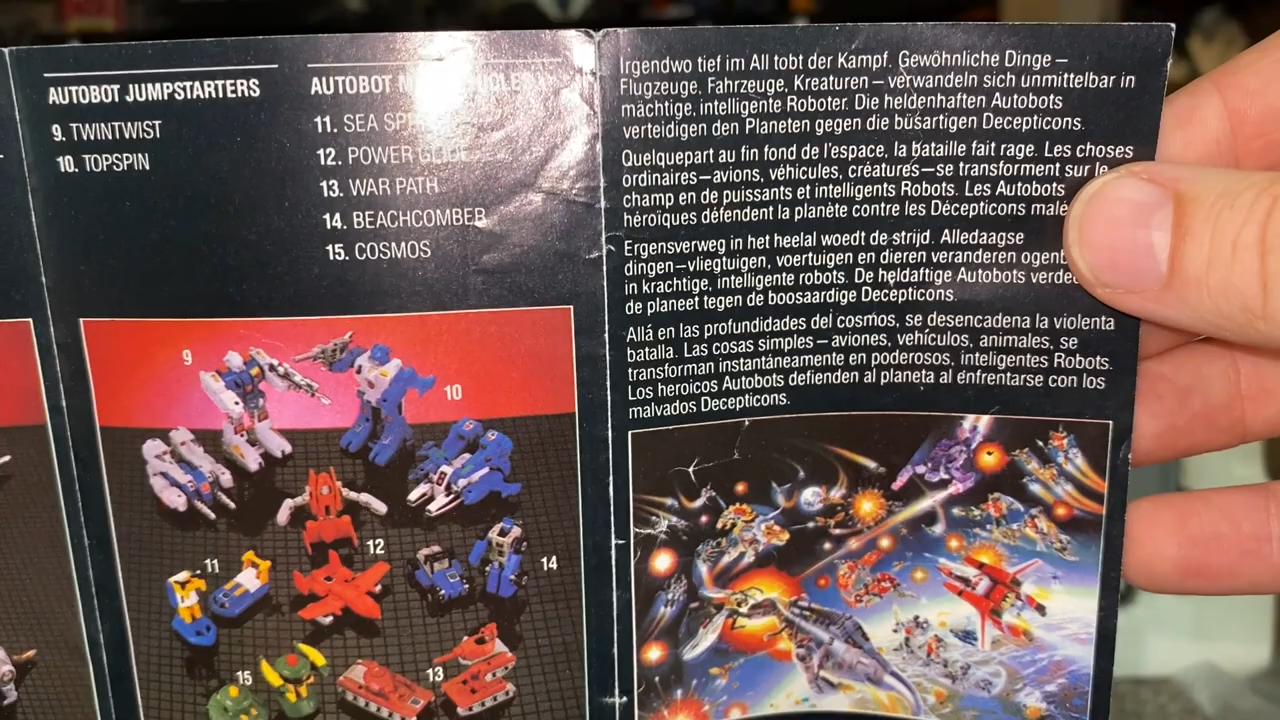 AUTOBOT JUMPSTARTERS
9. TWINTWIST
10. TOPSPIN
AUTOBOT
11. SEA
12. POWER
13. WAR PATH
14. BEACHCOMBER
15. COSMOS
9
10
11
12
14
15
13
Irgendwo tief im All tobt der Kampf. Gewöhnliche Dinge –
Flugzeuge, Fahrzeuge, Kreaturen – verwandeln sich unmittelbar in
mächtige, intelligente Roboter. Die heldenhaften Autobots
verteidigen den Planeten gegen die büsartigen Decepticons.
Quelquepart au fin fond de l'espace, la bataille fait rage. Les choses
ordinaires—avions, véhicules, créatures—se transforment sur le
champ en de puissants et intelligents Robots. Les Autobots
héroïques défendent la planète contre les Décepticons
Ergensverweg in het heelal woedt de strijd. Alledaagse
dingen–vliegtuigen, voertuigen en dieren veranderen
in krachtige, intelligente robots. De heldaftige Autobots
de planeet tegen de boosaardige Decepticons.
Allá en las profundidades del cosmos, se desencadena la violenta
batalla. Las cosas simples – aviones, vehículos, animales, se
transforman instantáneamente en poderosos, inteligentes Robots.
Los heroicos Autobots defienden al planeta al enfrentarse con los
malvados Decepticons.